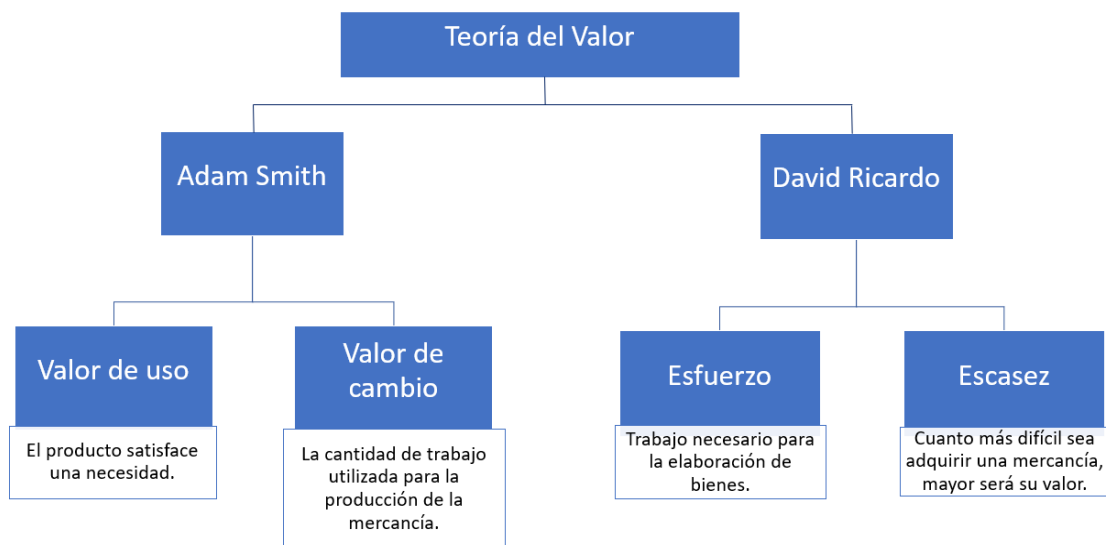 Teoría del Valor
Adam Smith
David Ricardo
Valor de uso
El producto satisface
una necesidad.
Valor de
cambio
La cantidad de trabajo
utilizada para la
producción de la
mercancía.
Esfuerzo
Trabajo necesario para
la elaboración de
bienes.
Escasez
Cuanto más difícil sea
adquirir una mercancía,
mayor será su valor.